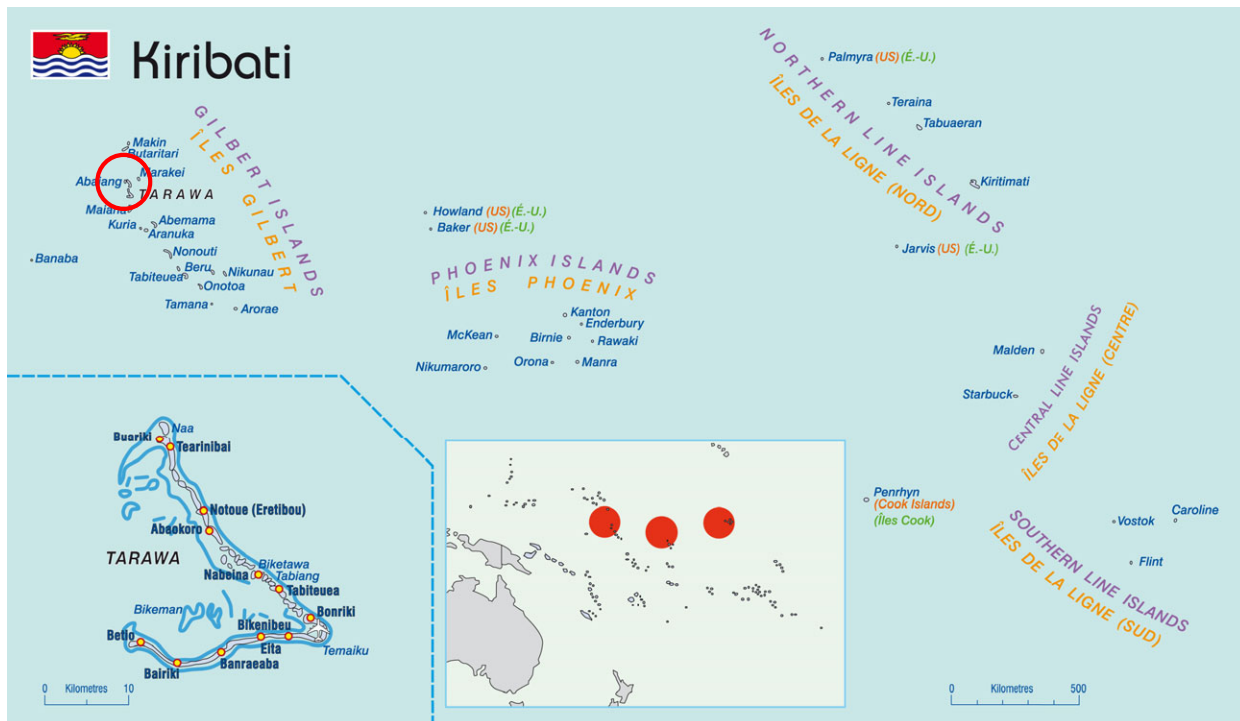 Kiribati
GILBERT ISLANDS
ÎLES GILBERT
Makin
Butaritari
Marakei
Abaiang
TARAWA
Maiana
Kuria
Abemama
Aranuka
Banaba
Nonouti
Beru
Nikunau
Tabiteuea
Onotoa
Tamana
Arorae
Howland (US) (É.-U.)
Baker (US) (É.-U.)
PHOENIX ISLANDS
ÎLES PHOENIX
Kanton
Enderbury
McKean
Birnie
Rawaki
Nikumaroro
Orona
Manra
NORTHERN LINE ISLANDS
ÎLES DE LA LIGNE (NORD)
Palmyra (US) (É.-U.)
Teraina
Tabuaeran
Kiritimati
Jarvis (US) (É.-U.)
CENTRAL LINE ISLANDS
ÎLES DE LA LIGNE (CENTRE)
Malden
Starbuck
Penrhyn
(Cook Islands)
(Îles Cook)
SOUTHERN LINE ISLANDS
ÎLES DE LA LIGNE (SUD)
Caroline
Vostok
Flint
0 Kilometres 500
Naa
Buariki
Tearinibai
Notoue (Eretibou)
Abaokoro
TARAWA
Biketawa
Nabeina
Tabiang
Tabiteuea
Bikeman
Bonriki
Bikenibeu
Betio
Eita
Temaiku
Banraeaba
Bairiki
0 Kilometres 10